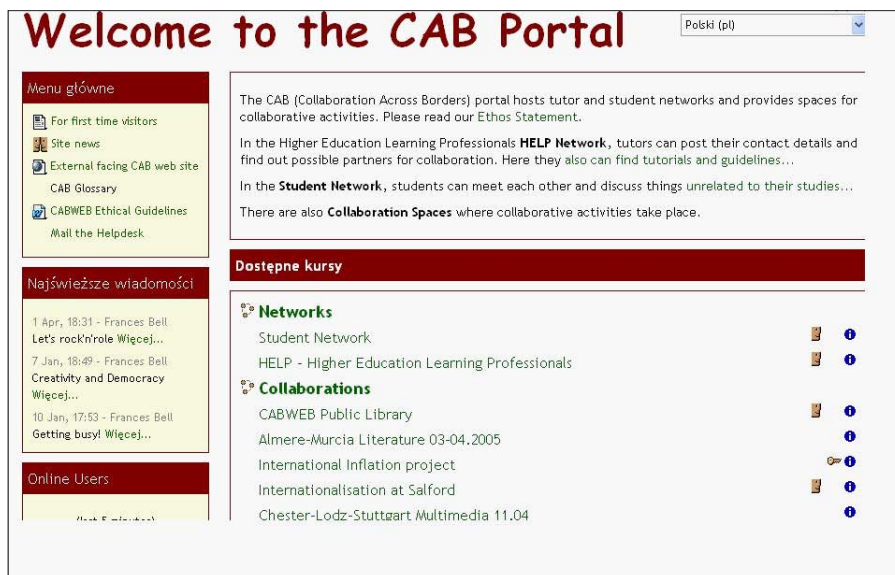 Welcome to the CAB Portal
Polski (pl)
Menu główne
For first time visitors
Site news
External facing CAB web site
CAB Glossary
CABWEB Ethical Guidelines
Mail the Helpdesk
Najświeższe wiadomości
1 Apr, 18:31 - Frances Bell
Let's rock'n'role Więcej...
7 Jan, 18:49 - Frances Bell
Creativity and Democracy
Więcej...
10 Jan, 17:53 - Frances Bell
Getting busy! Więcej...
Online Users
(last 5 minutes)
The CAB (Collaboration Across Borders) portal hosts tutor and student networks and provides spaces for
collaborative activities. Please read our Ethos Statement.
In the Higher Education Learning Professionals HELP Network, tutors can post their contact details and
find out possible partners for collaboration. Here they also can find tutorials and guidelines...
In the Student Network, students can meet each other and discuss things unrelated to their studies...
There are also Collaboration Spaces where collaborative activities take place.
Dostępne kursy
Networks
Student Network
HELP - Higher Education Learning Professionals
Collaborations
CABWEB Public Library
Almere-Murcia Literature 03-04.2005
International Inflation project
Internationalisation at Salford
Chester-Lodz-Stuttgart Multimedia 11.04